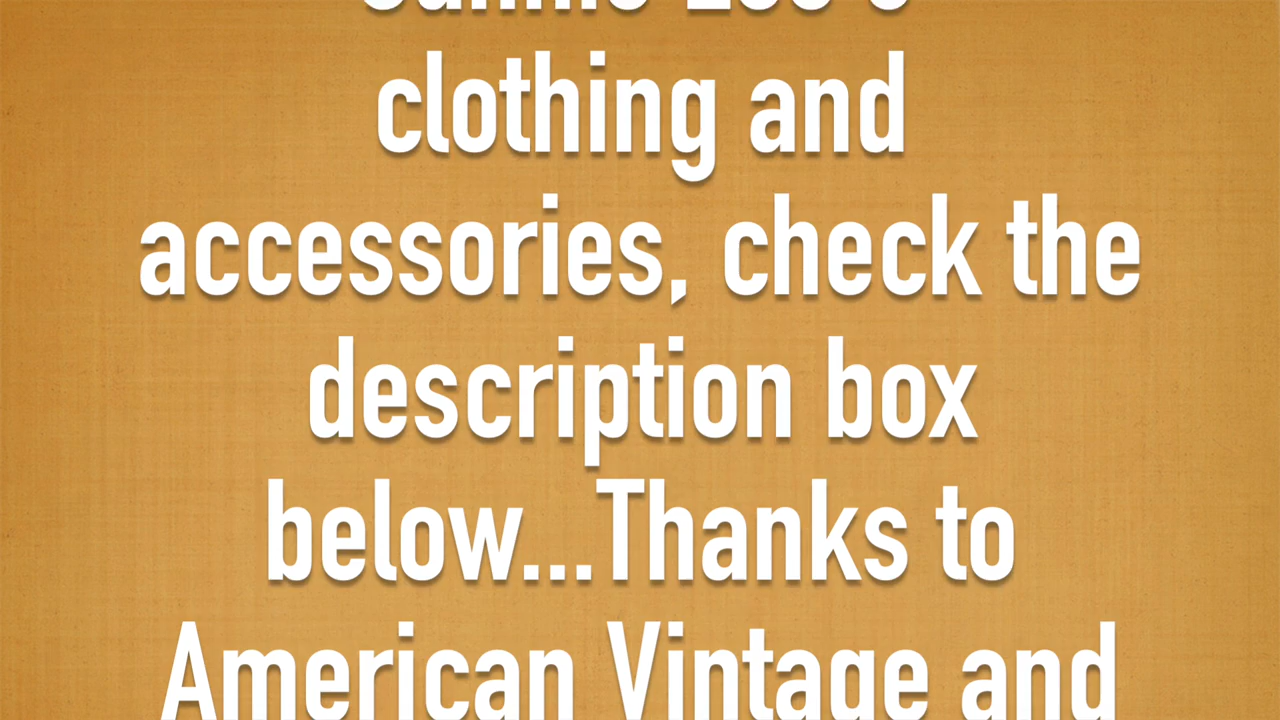 clothing and
accessories, check the
description box
below...Thanks to
American Vintage and